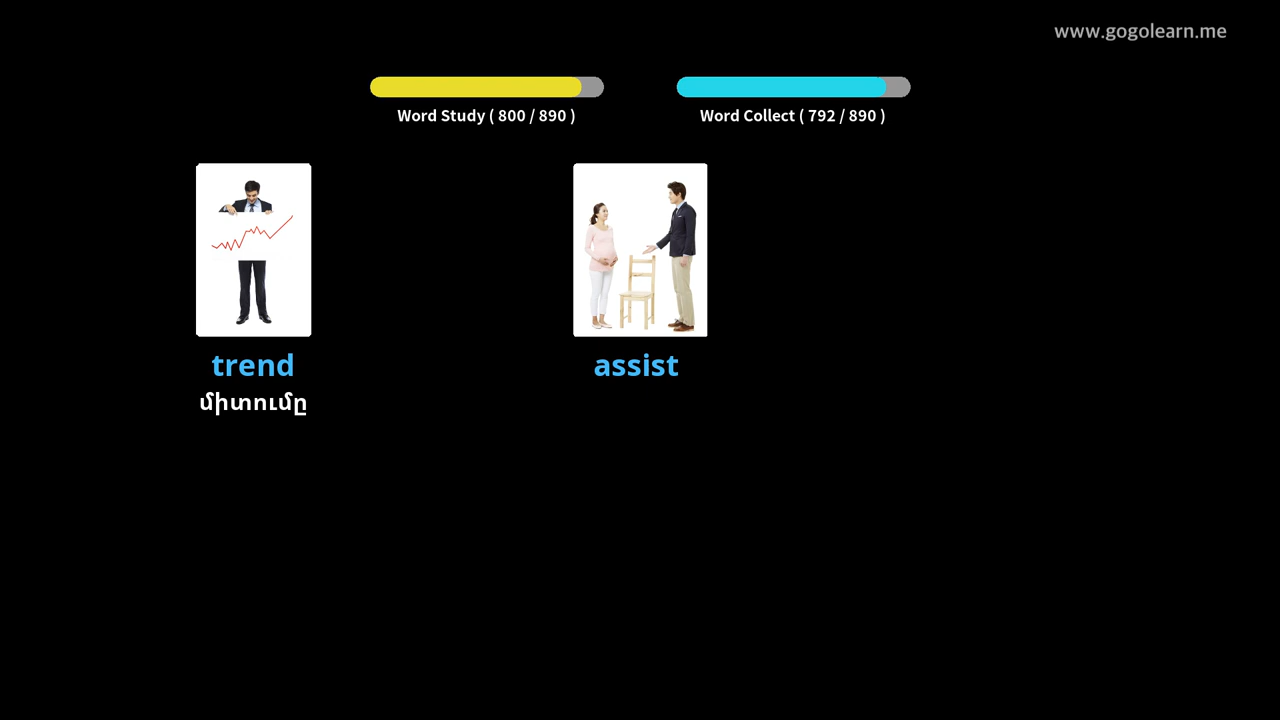 www.gogolearn.me
Word Study ( 800 / 890 )
Word Collect ( 792 / 890 )
trend
assist
միտումը